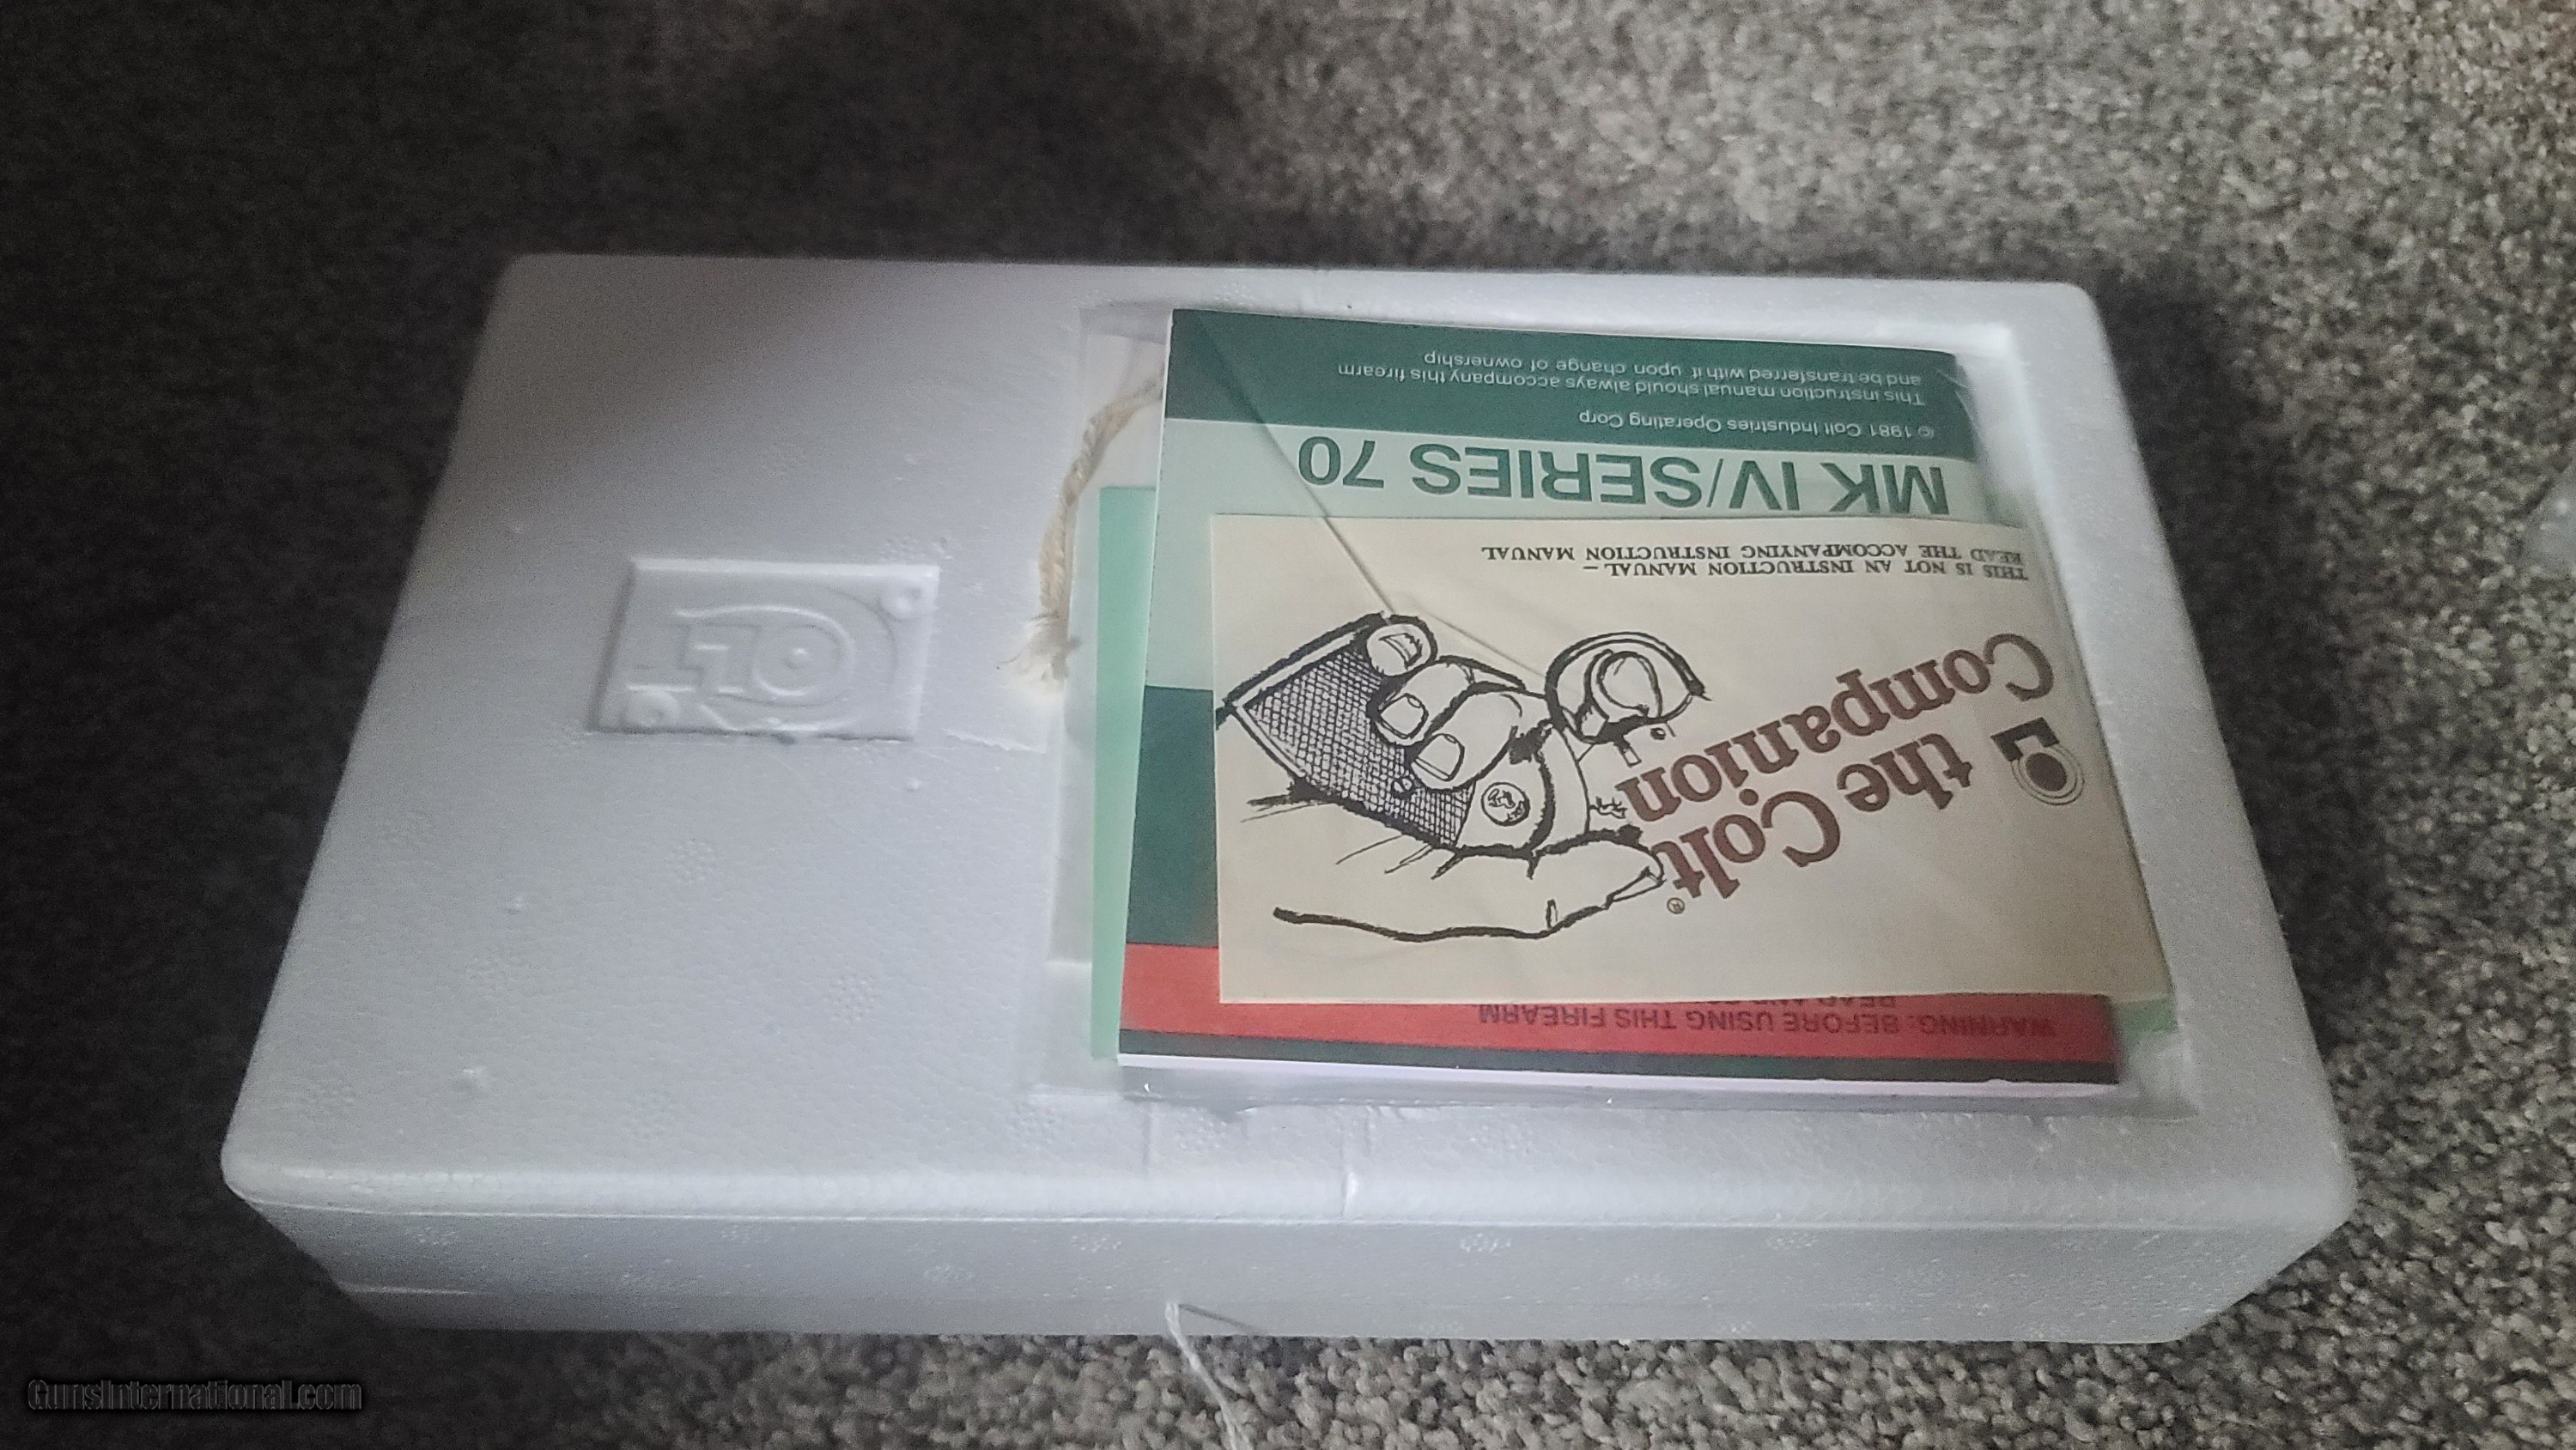 This instruction manual should always accompany this firearm
and be transferred with it upon change of ownership
© 1981 Colt Industries Operating Corp
MK IV/SERIES 70
THIS IS NOT AN INSTRUCTION MANUAL —
READ THE ACCOMPANYING INSTRUCTION MANUAL
the Colt®
Companion
WARNING: BEFORE USING THIS FIREARM
COLT
GunsInternational.com